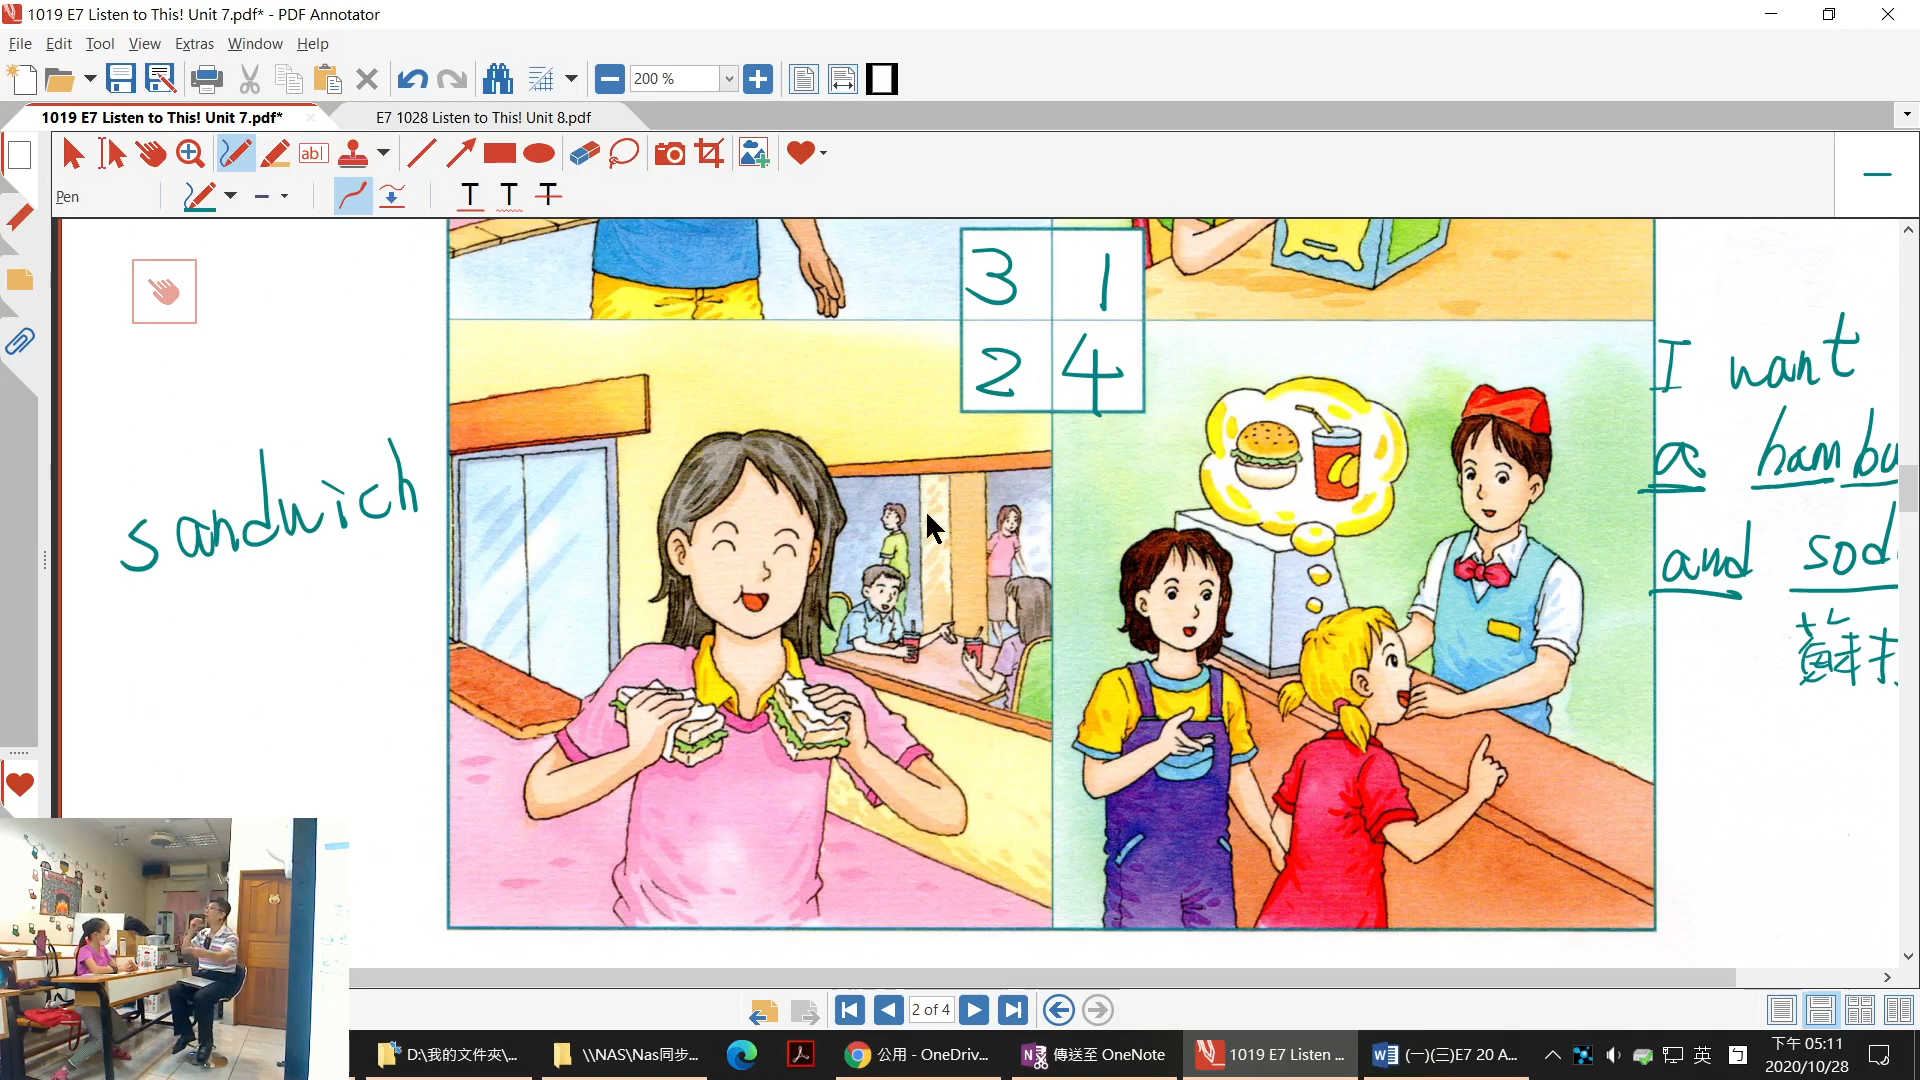 1019 E7 Listen to This! Unit 7.pdf* - PDF Annotator
File Edit Tool View Extras Window Help
200 %
1019 E7 Listen to This! Unit 7.pdf*
E7 1028 Listen to This! Unit 8.pdf
ab
Pen
T T T
3 1
2 4
I want
a hambu
and sod
蘇打
sandwich
2 of 4
D:\我的文件夾\...
\\NAS\Nas同步...
公用 - OneDriv...
傳送至 OneNote
1019 E7 Listen ...
(一)(三)E7 20 A...
英
下午 05:11
2020/10/28